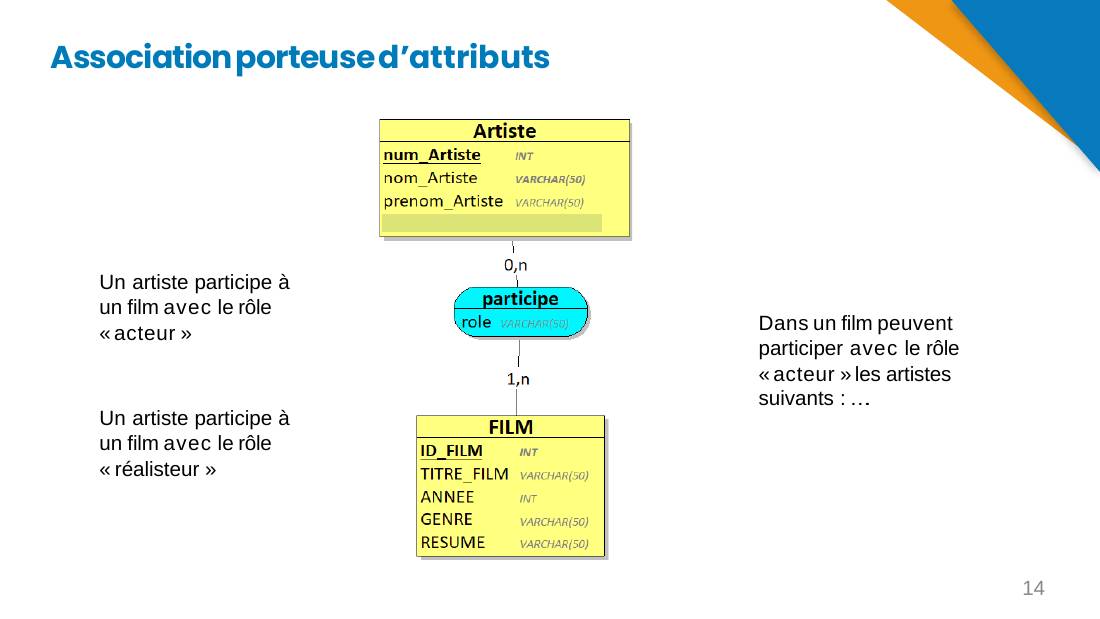 Association porteuse d’attributs
Artiste
num_Artiste INT
nom_Artiste VARCHAR(50)
prenom_Artiste VARCHAR(50)
0,n
participe
role VARCHAR(50)
1,n
FILM
ID_FILM INT
TITRE_FILM VARCHAR(50)
ANNEE INT
GENRE VARCHAR(50)
RESUME VARCHAR(50)
Un artiste participe à
un film avec le rôle
« acteur »
Un artiste participe à
un film avec le rôle
« réalisteur »
Dans un film peuvent
participer avec le rôle
« acteur » les artistes
suivants : …
14